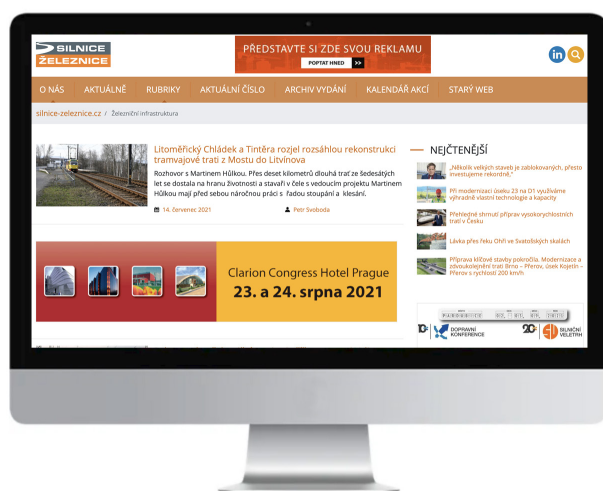 SILNICE
ŽELEZNICE
PŘEDSTAVTE SI ZDE SVOU REKLAMU
POPTAT HNED
in
O NÁS AKTUÁLNĚ RUBRIKY AKTUÁLNÍ ČÍSLO ARCHIV VYDÁNÍ KALENDÁŘ AKCÍ STARÝ WEB
silnice-zeleznice.cz / Železniční infrastruktura
Litoměřický Chládek a Tintěra rozjel rozsáhlou rekonstrukci
tramvajové trati z Mostu do Litvínova
Rozhovor s Martinem Hůlkou. Přes deset kilometrů dlouhá trať ze šedesátých
let se dostala na hranu životnosti a stavaři v čele s vedoucím projektu Martinem
Hůlkou mají před sebou náročnou práci s řadou stoupání a klesání.
14. červenec 2021 Petr Svoboda
Clarion Congress Hotel Prague
23. a 24. srpna 2021
NEJČTENĚJŠÍ
„Několik velkých staveb je zablokovaných, přesto
investujeme rekordně,“
Při modernizaci úseku 23 na D1 využíváme
výhradně vlastní technologie a kapacity
Přehledné shrnutí příprav vysokorychlostních
tratí v Česku
Lávka přes řeku Ohři ve Svatošských skalách
Příprava klíčové stavby pokročila. Modernizace a
zdvoukolejnění trati Brno – Přerov, úsek Kojetín –
Přerov s rychlostí 200 km/h
DOPRAVNÍ
KONFERENCE
SILNIČNÍ
VELETRH